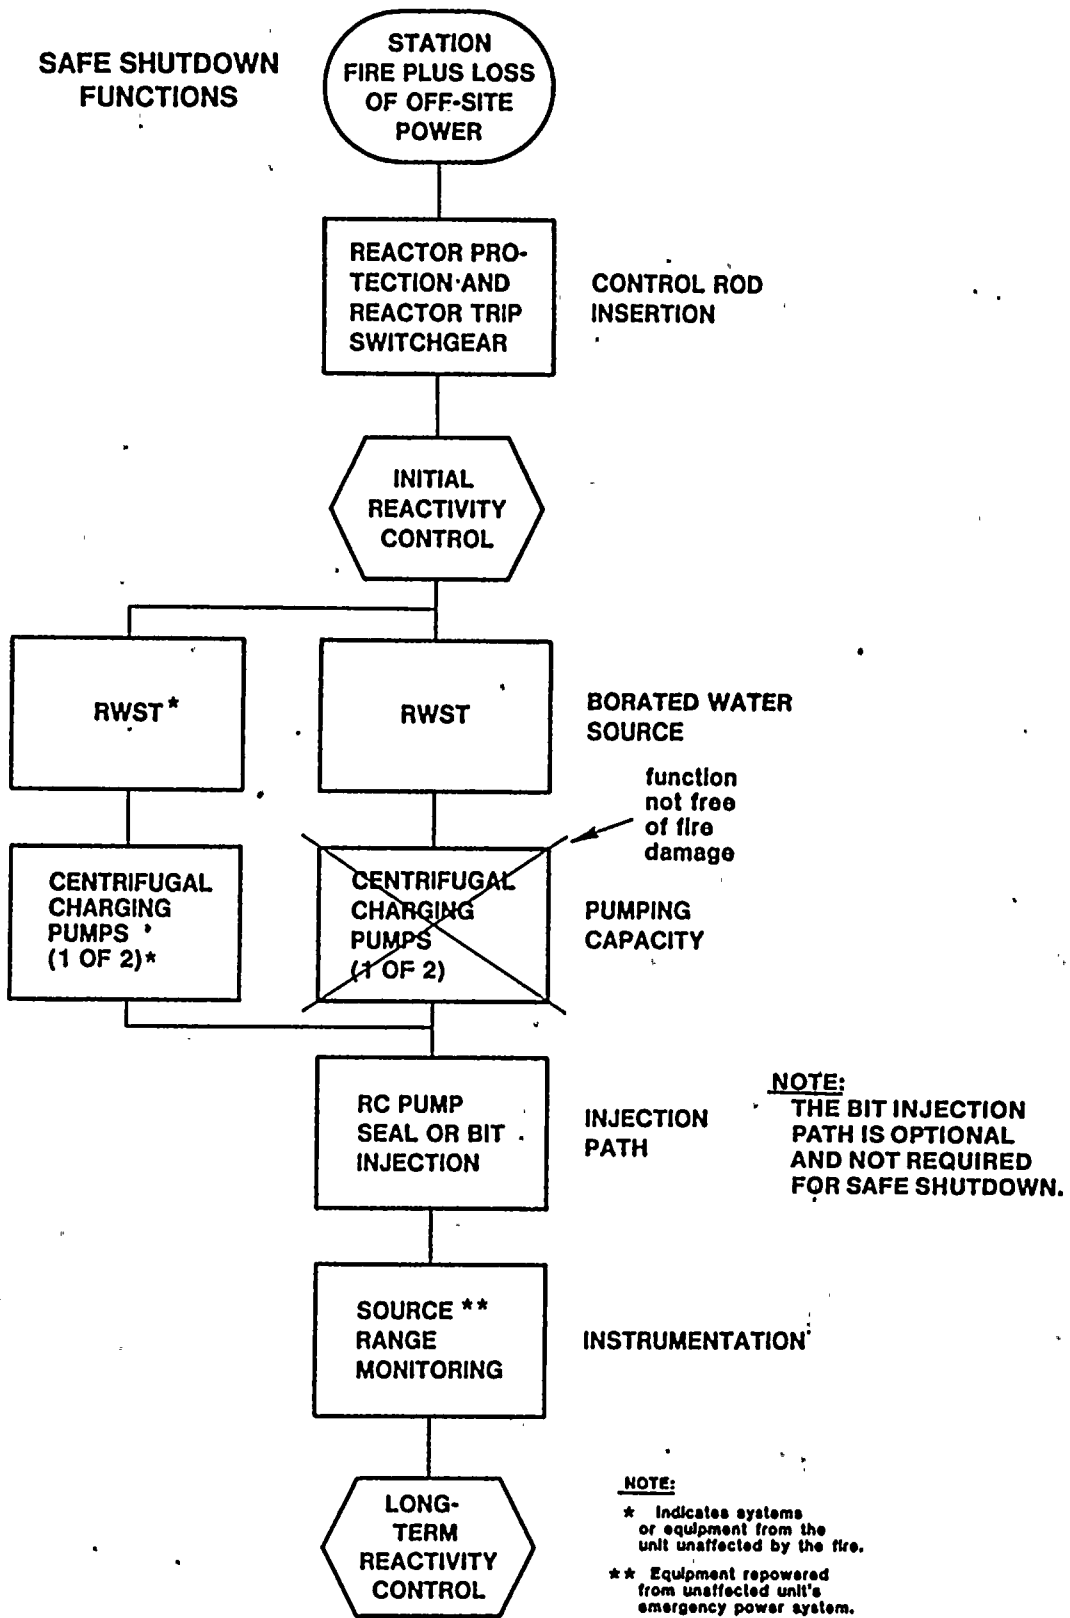 SAFE SHUTDOWN
FUNCTIONS
STATION
FIRE PLUS LOSS
OF OFF-SITE
POWER
REACTOR PRO-
TECTION AND
REACTOR TRIP
SWITCHGEAR
CONTROL ROD
INSERTION
INITIAL
REACTIVITY
CONTROL
RWST*
RWST
BORATED WATER
SOURCE
function
not free
of fire
damage
CENTRIFUGAL
CHARGING
PUMPS
(1 OF 2)*
CENTRIFUGAL
CHARGING
PUMPS
(1 OF 2)
PUMPING
CAPACITY
RC PUMP
SEAL OR BIT
INJECTION
INJECTION
PATH
NOTE:
THE BIT INJECTION
PATH IS OPTIONAL
AND NOT REQUIRED
FOR SAFE SHUTDOWN.
SOURCE **
RANGE
MONITORING
INSTRUMENTATION
LONG-
TERM
REACTIVITY
CONTROL
NOTE:
* Indicates systems
or equipment from the
unit unaffected by the fire.
** Equipment repowered
from unaffected unit's
emergency power system.